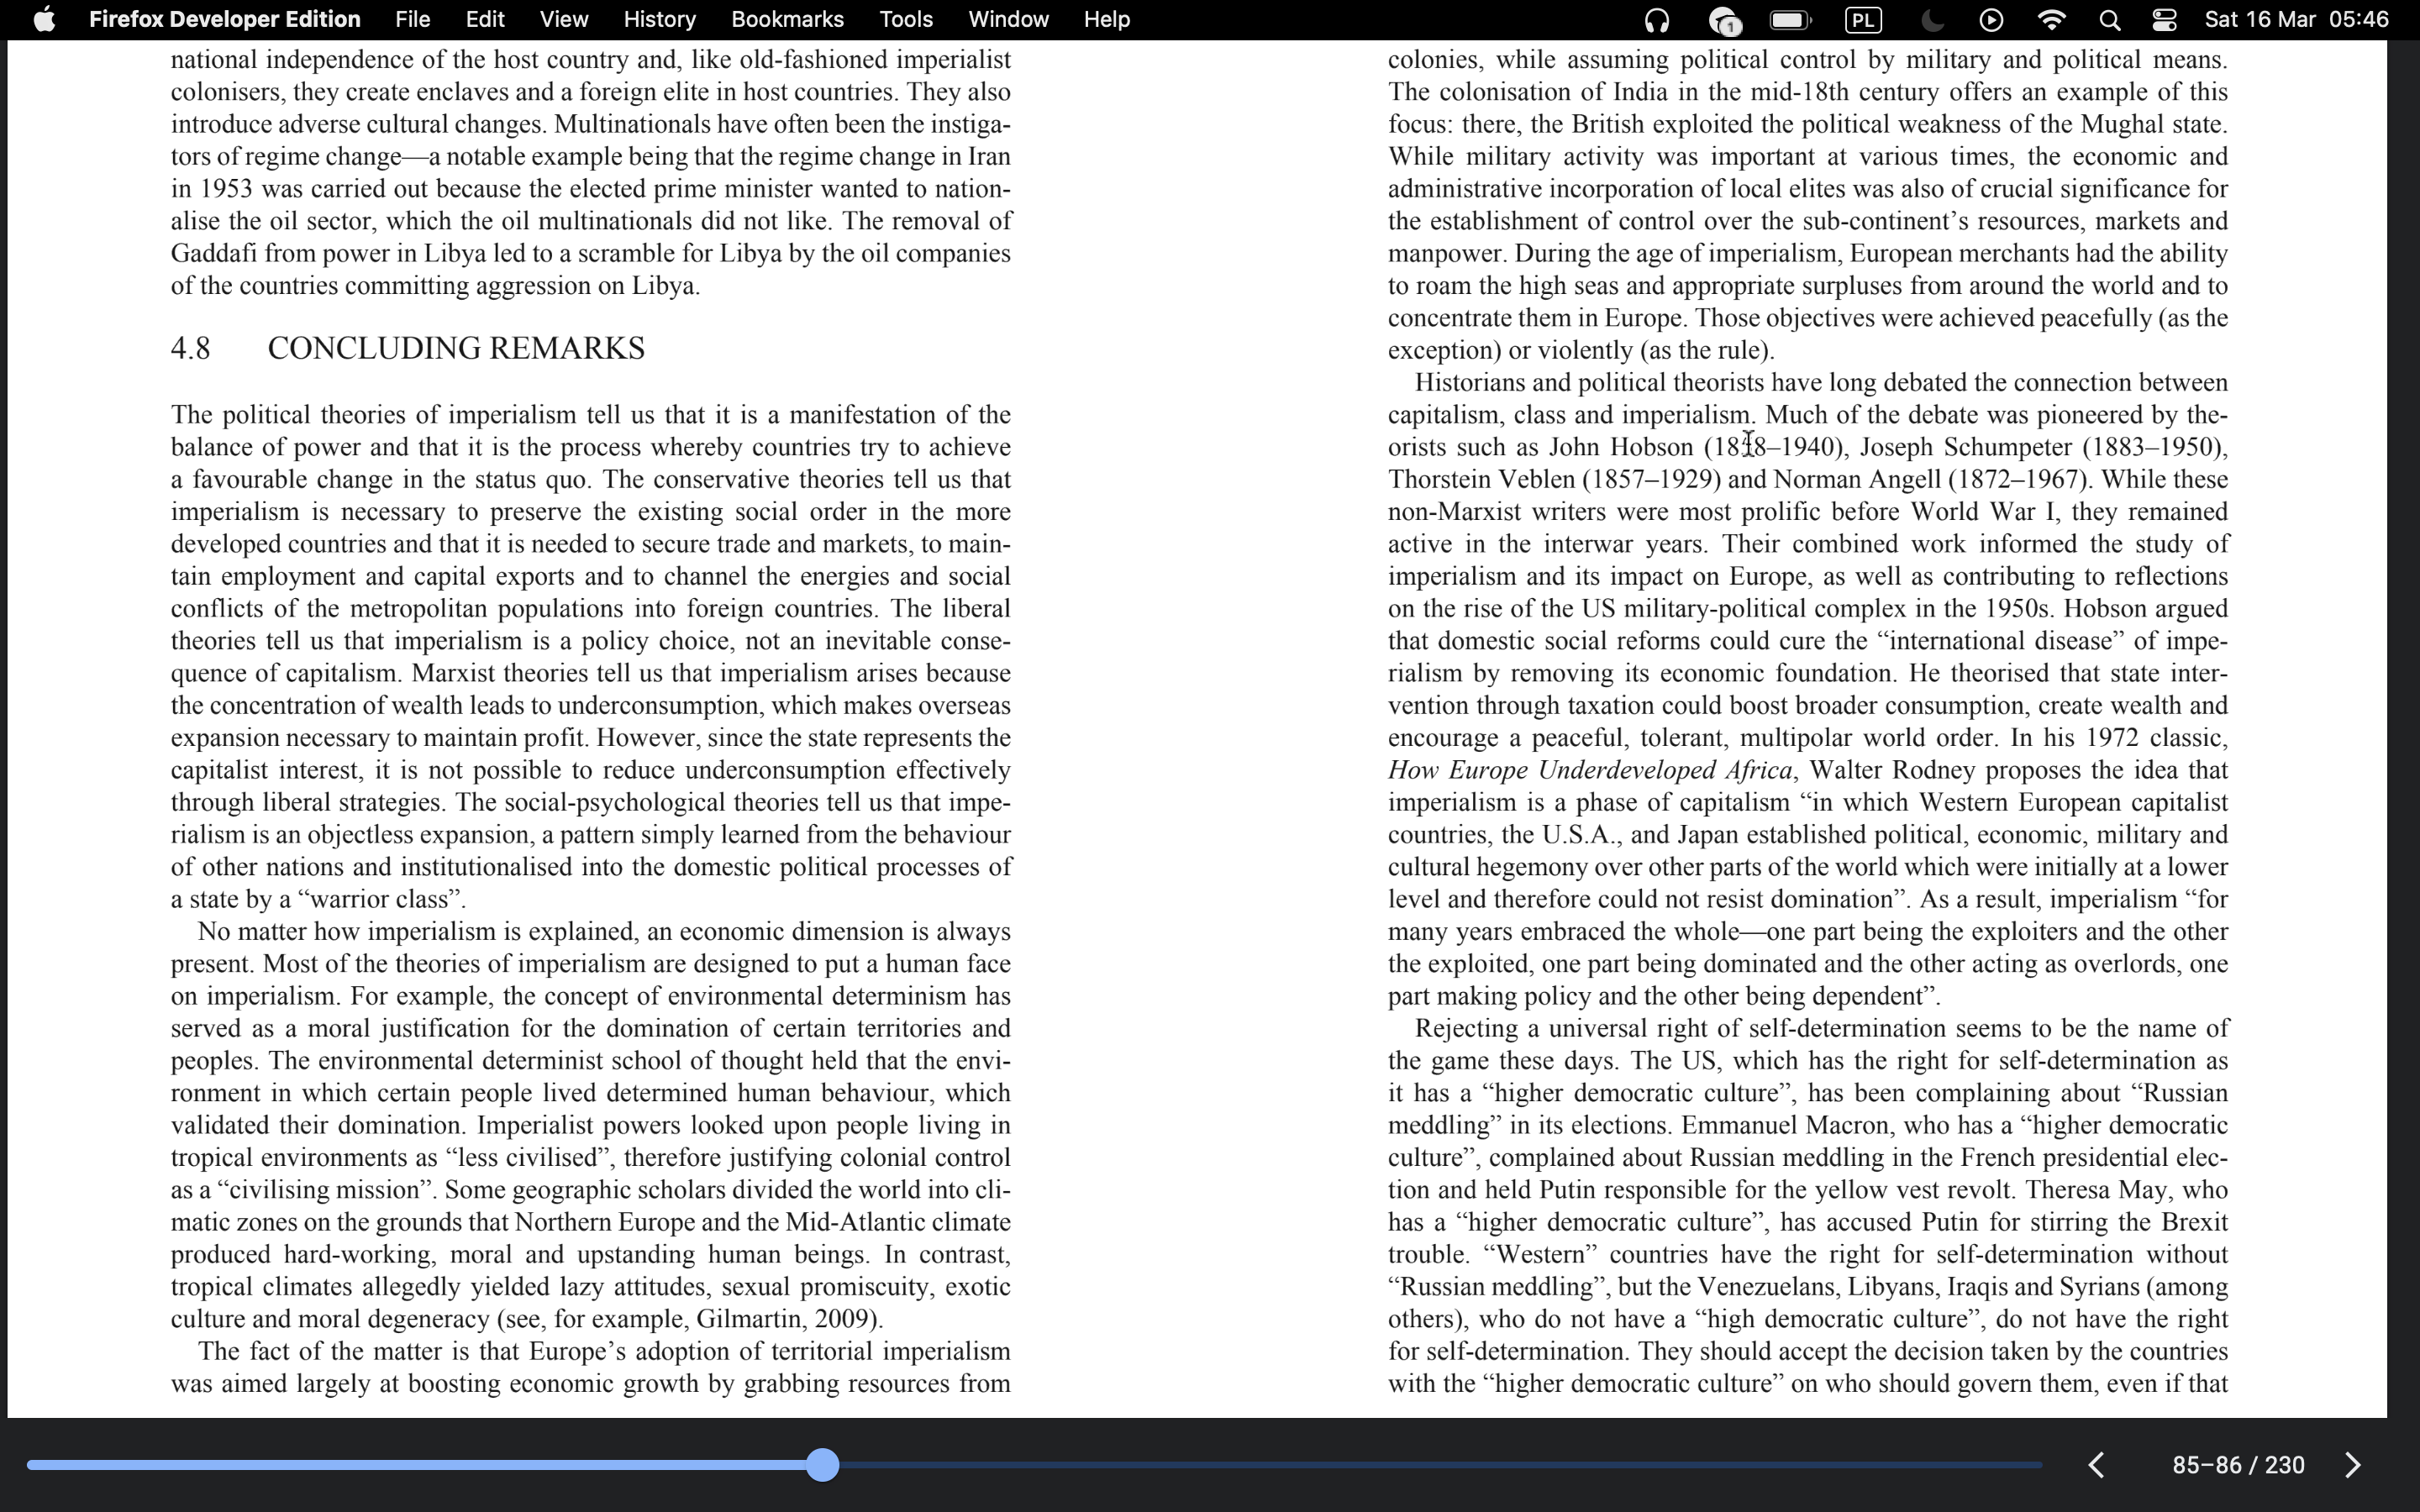 Firefox Developer Edition File Edit View History Bookmarks Tools Window Help 1 PL Sat 16 Mar 05:46
national independence of the host country and, like old-fashioned imperialist
colonisers, they create enclaves and a foreign elite in host countries. They also
introduce adverse cultural changes. Multinationals have often been the instiga-
tors of regime change—a notable example being that the regime change in Iran
in 1953 was carried out because the elected prime minister wanted to nation-
alise the oil sector, which the oil multinationals did not like. The removal of
Gaddafi from power in Libya led to a scramble for Libya by the oil companies
of the countries committing aggression on Libya.
4.8 CONCLUDING REMARKS
The political theories of imperialism tell us that it is a manifestation of the
balance of power and that it is the process whereby countries try to achieve
a favourable change in the status quo. The conservative theories tell us that
imperialism is necessary to preserve the existing social order in the more
developed countries and that it is needed to secure trade and markets, to main-
tain employment and capital exports and to channel the energies and social
conflicts of the metropolitan populations into foreign countries. The liberal
theories tell us that imperialism is a policy choice, not an inevitable conse-
quence of capitalism. Marxist theories tell us that imperialism arises because
the concentration of wealth leads to underconsumption, which makes overseas
expansion necessary to maintain profit. However, since the state represents the
capitalist interest, it is not possible to reduce underconsumption effectively
through liberal strategies. The social-psychological theories tell us that impe-
rialism is an objectless expansion, a pattern simply learned from the behaviour
of other nations and institutionalised into the domestic political processes of
a state by a “warrior class”.
No matter how imperialism is explained, an economic dimension is always
present. Most of the theories of imperialism are designed to put a human face
on imperialism. For example, the concept of environmental determinism has
served as a moral justification for the domination of certain territories and
peoples. The environmental determinist school of thought held that the envi-
ronment in which certain people lived determined human behaviour, which
validated their domination. Imperialist powers looked upon people living in
tropical environments as “less civilised”, therefore justifying colonial control
as a “civilising mission”. Some geographic scholars divided the world into cli-
matic zones on the grounds that Northern Europe and the Mid-Atlantic climate
produced hard-working, moral and upstanding human beings. In contrast,
tropical climates allegedly yielded lazy attitudes, sexual promiscuity, exotic
culture and moral degeneracy (see, for example, Gilmartin, 2009).
The fact of the matter is that Europe’s adoption of territorial imperialism
was aimed largely at boosting economic growth by grabbing resources from
colonies, while assuming political control by military and political means.
The colonisation of India in the mid-18th century offers an example of this
focus: there, the British exploited the political weakness of the Mughal state.
While military activity was important at various times, the economic and
administrative incorporation of local elites was also of crucial significance for
the establishment of control over the sub-continent’s resources, markets and
manpower. During the age of imperialism, European merchants had the ability
to roam the high seas and appropriate surpluses from around the world and to
concentrate them in Europe. Those objectives were achieved peacefully (as the
exception) or violently (as the rule).
Historians and political theorists have long debated the connection between
capitalism, class and imperialism. Much of the debate was pioneered by the-
orists such as John Hobson Joseph Schumpeter (1883–1950),
Thorstein Veblen (1857–1929) and Norman Angell (1872–1967). While these
non-Marxist writers were most prolific before World War I, they remained
active in the interwar years. Their combined work informed the study of
imperialism and its impact on Europe, as well as contributing to reflections
on the rise of the US military-political complex in the 1950s. Hobson argued
that domestic social reforms could cure the “international disease” of impe-
rialism by removing its economic foundation. He theorised that state inter-
vention through taxation could boost broader consumption, create wealth and
encourage a peaceful, tolerant, multipolar world order. In his 1972 classic,
How Europe Underdeveloped Africa, Walter Rodney proposes the idea that
imperialism is a phase of capitalism “in which Western European capitalist
countries, the U.S.A., and Japan established political, economic, military and
cultural hegemony over other parts of the world which were initially at a lower
level and therefore could not resist domination”. As a result, imperialism “for
many years embraced the whole—one part being the exploiters and the other
the exploited, one part being dominated and the other acting as overlords, one
part making policy and the other being dependent”.
Rejecting a universal right of self-determination seems to be the name of
the game these days. The US, which has the right for self-determination as
it has a “higher democratic culture”, has been complaining about “Russian
meddling” in its elections. Emmanuel Macron, who has a “higher democratic
culture”, complained about Russian meddling in the French presidential elec-
tion and held Putin responsible for the yellow vest revolt. Theresa May, who
has a “higher democratic culture”, has accused Putin for stirring the Brexit
trouble. “Western” countries have the right for self-determination without
“Russian meddling”, but the Venezuelans, Libyans, Iraqis and Syrians (among
others), who do not have a “high democratic culture”, do not have the right
for self-determination. They should accept the decision taken by the countries
with the “higher democratic culture” on who should govern them, even if that
85–86 / 230